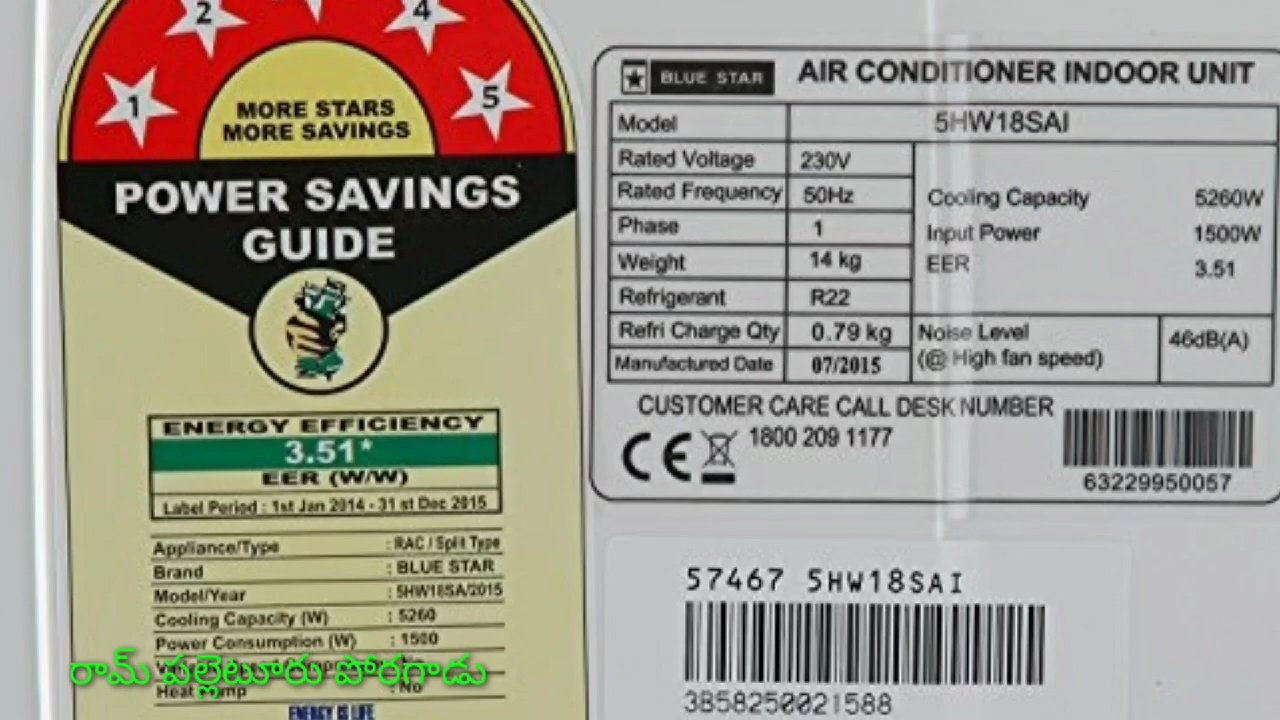 2
4
1
5
MORE STARS
MORE SAVINGS
POWER SAVINGS
GUIDE
ENERGY EFFICIENCY
3.51*
EER (W/W)
Label Period : 1st Jan 2014 - 31 st Dec 2015
Appliance/Type : RAC / Split Type
Brand : BLUE STAR
Model/Year : 5HW18SA/2015
Cooling Capacity (W) : 5260
Power Consumption (W) : 1500
రామ్ పల్లెటూరు పోరగాడు
Heat : No
ENERGY IS LIFE
BLUE STAR AIR CONDITIONER INDOOR UNIT
Model 5HW18SAI
Rated Voltage 230V
Rated Frequency 50Hz
Phase 1
Weight 14 kg
Refrigerant R22
Refri Charge Qty 0.79 kg
Manufactured Date 07/2015
Cooling Capacity 5260W
Input Power 1500W
EER 3.51
Noise Level
(@ High fan speed) 46dB(A)
CUSTOMER CARE CALL DESK NUMBER
CE 1800 209 1177
63229950057
57467 5HW18SAI
3858250021588